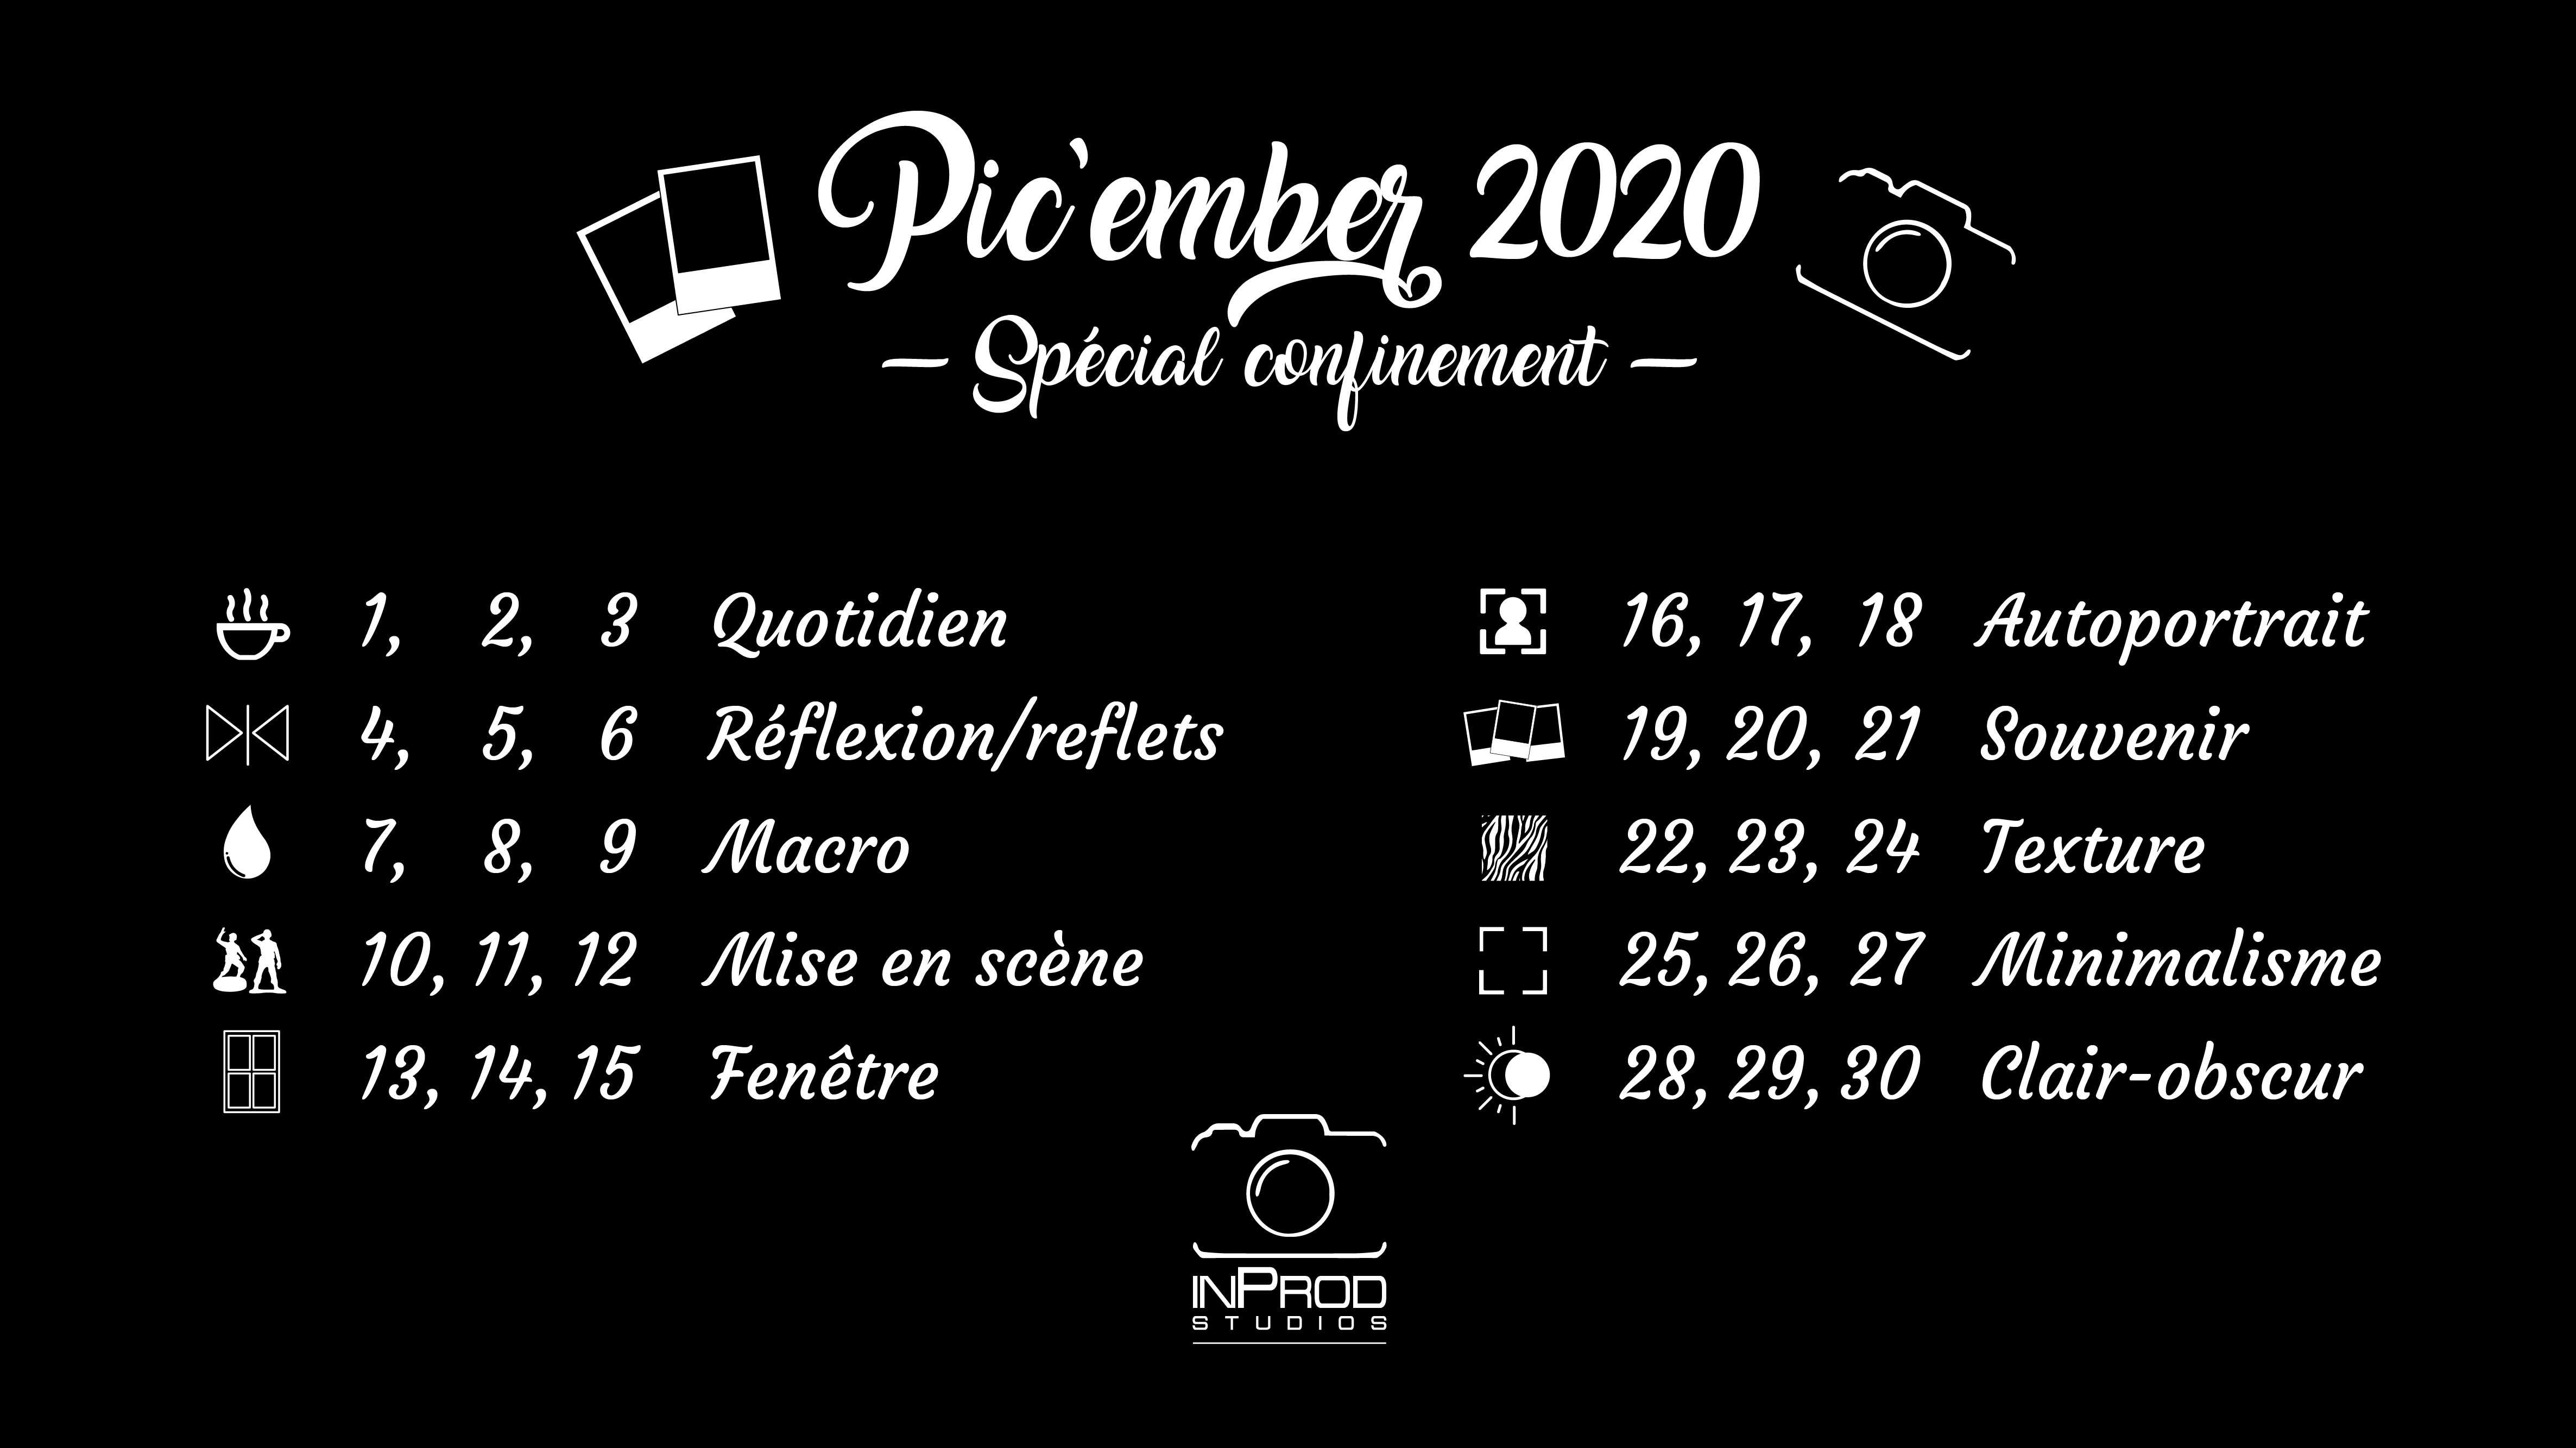 Pic'ember 2020
— Spécial confinement —
1, 2, 3 Quotidien
4, 5, 6 Réflexion/reflets
7, 8, 9 Macro
10, 11, 12 Mise en scène
13, 14, 15 Fenêtre
16, 17, 18 Autoportrait
19, 20, 21 Souvenir
22, 23, 24 Texture
25, 26, 27 Minimalisme
28, 29, 30 Clair-obscur
INPROD
STUDIOS